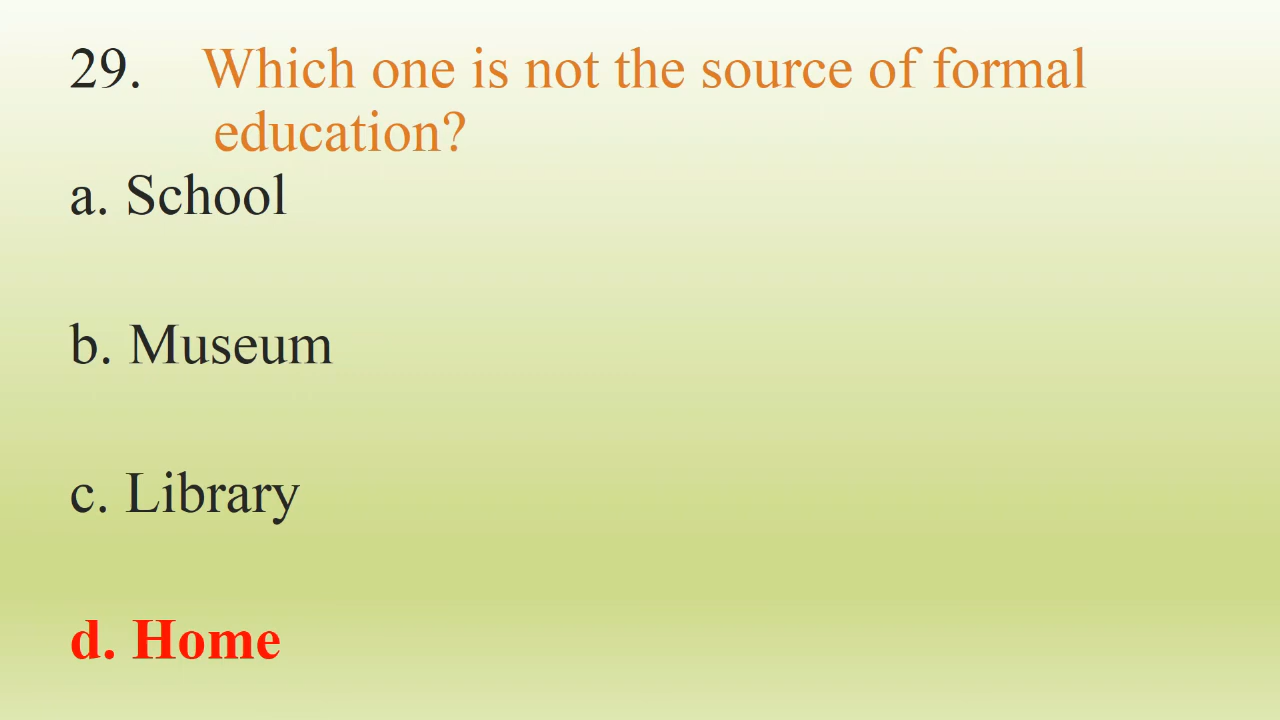 29. Which one is not the source of formal
education?
a. School
b. Museum
c. Library
d. Home